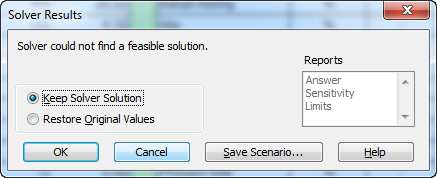 Solver Results
Solver could not find a feasible solution.
Reports
Answer
Sensitivity
Limits
Keep Solver Solution
Restore Original Values
OK
Cancel
Save Scenario...
Help